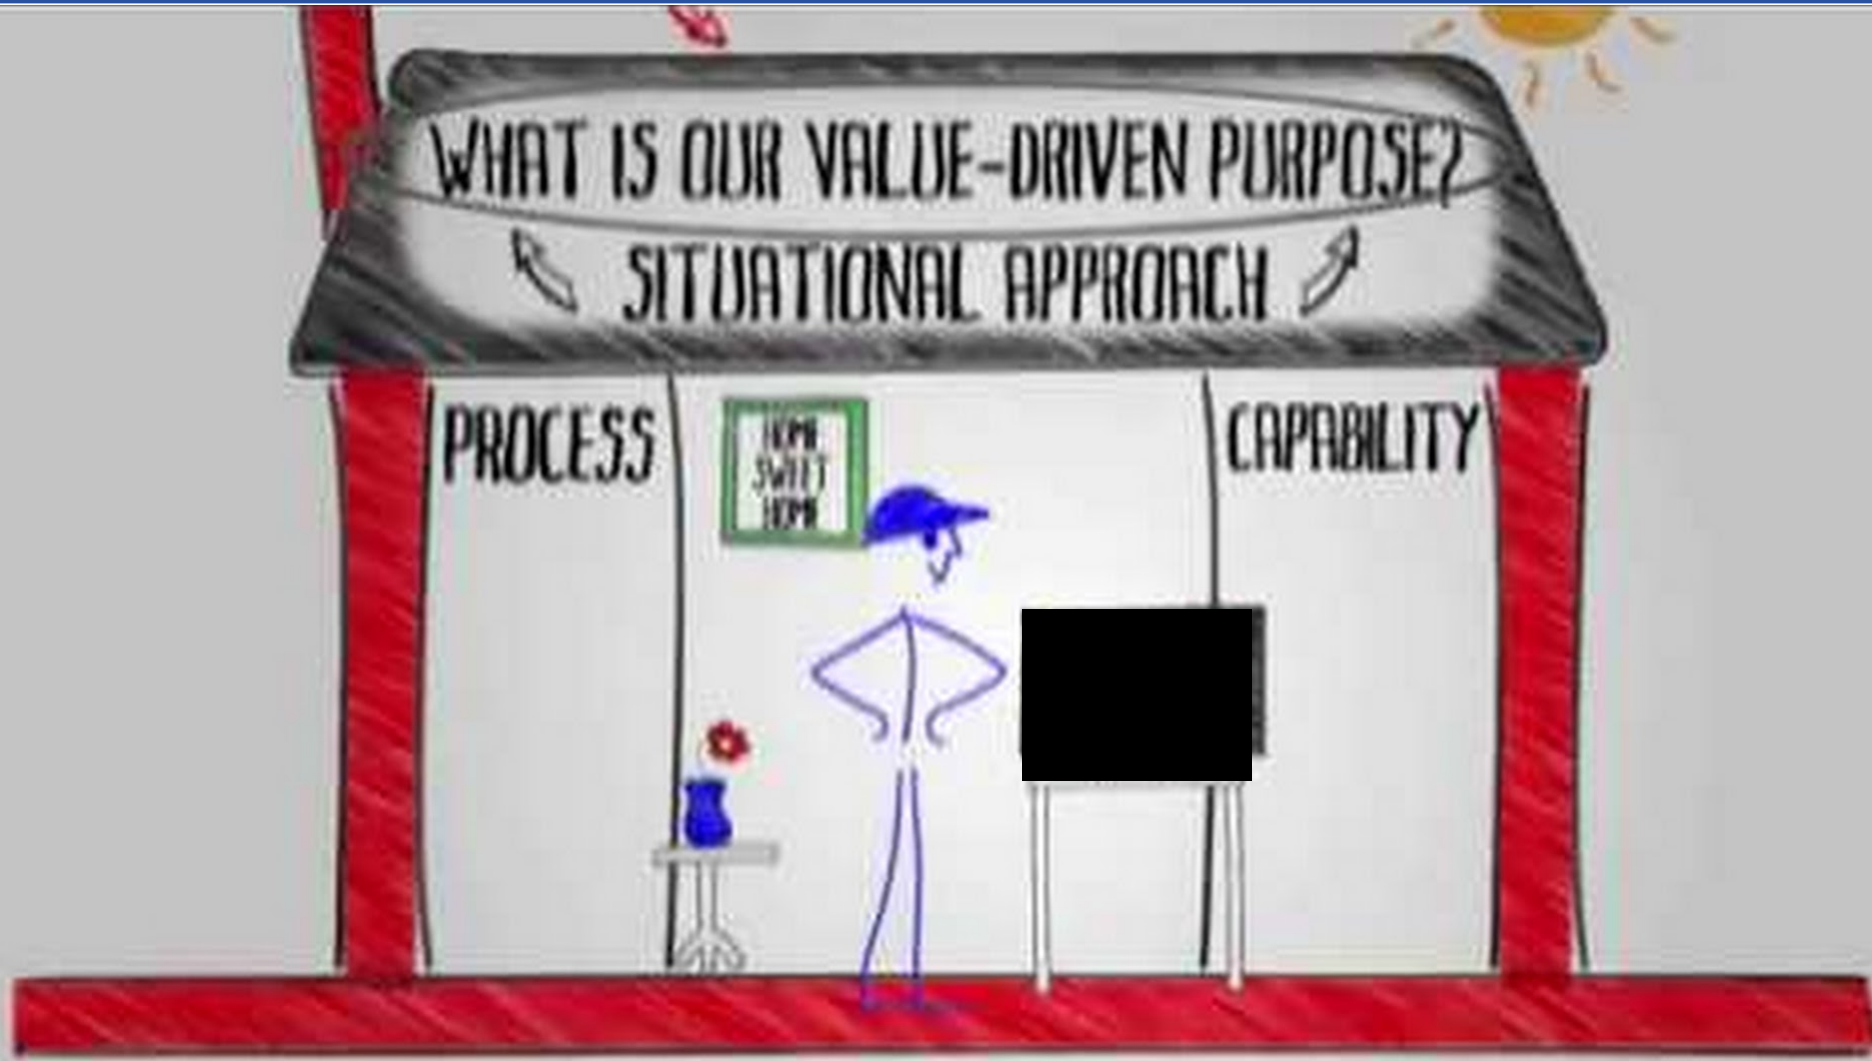 WHAT IS OUR VALUE-DRIVEN PURPOSE?
SITUATIONAL APPROACH
PROCESS
CAPABILITY
HOME
SWEET
HOME